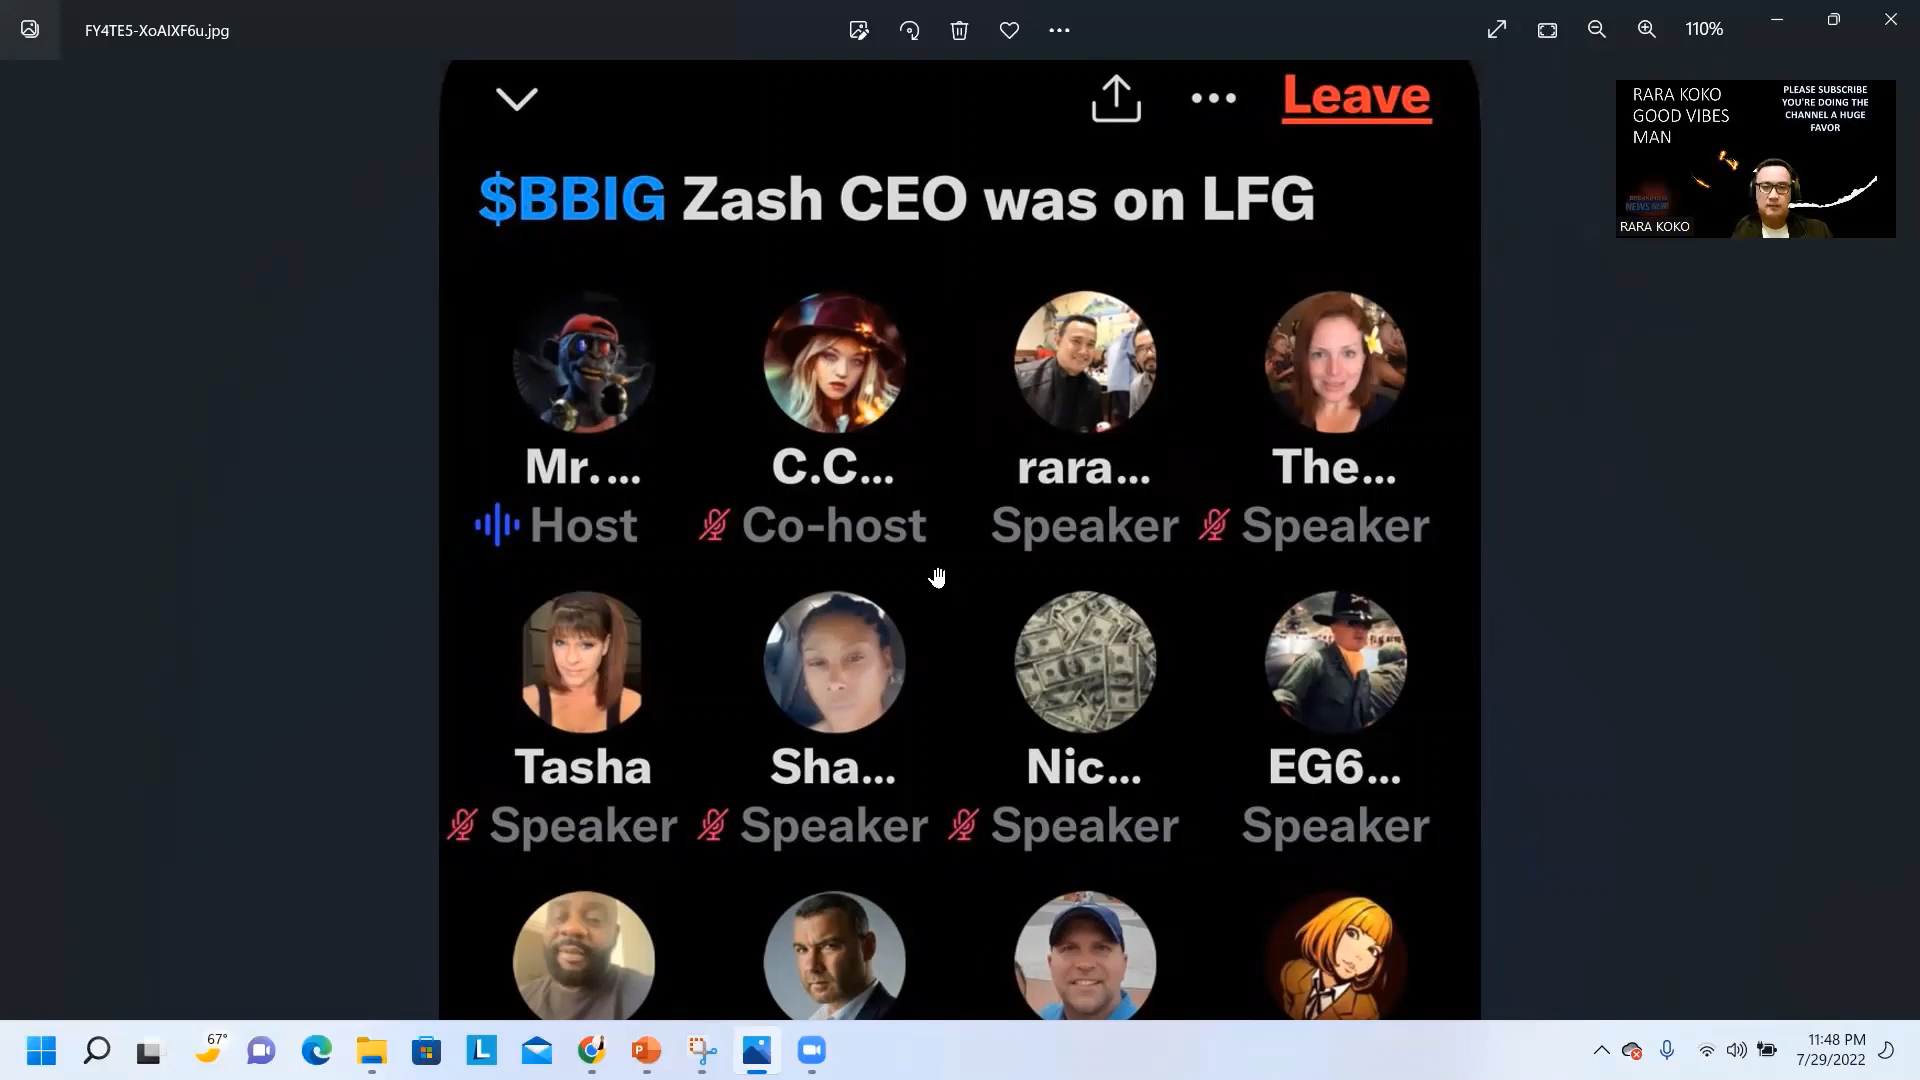 FY4TE5-XoAIXF6u.jpg
110%
Leave
$BBIG Zash CEO was on LFG
RARA KOKO
GOOD VIBES
MAN
PLEASE SUBSCRIBE
YOU'RE DOING THE
CHANNEL A HUGE
FAVOR
RARA KOKO
Mr. ...
C.C...
rara...
The...
Host
Co-host
Speaker
Speaker
Tasha
Sha...
Nic...
EG6...
Speaker
Speaker
Speaker
Speaker
67°
11:48 PM
7/29/2022